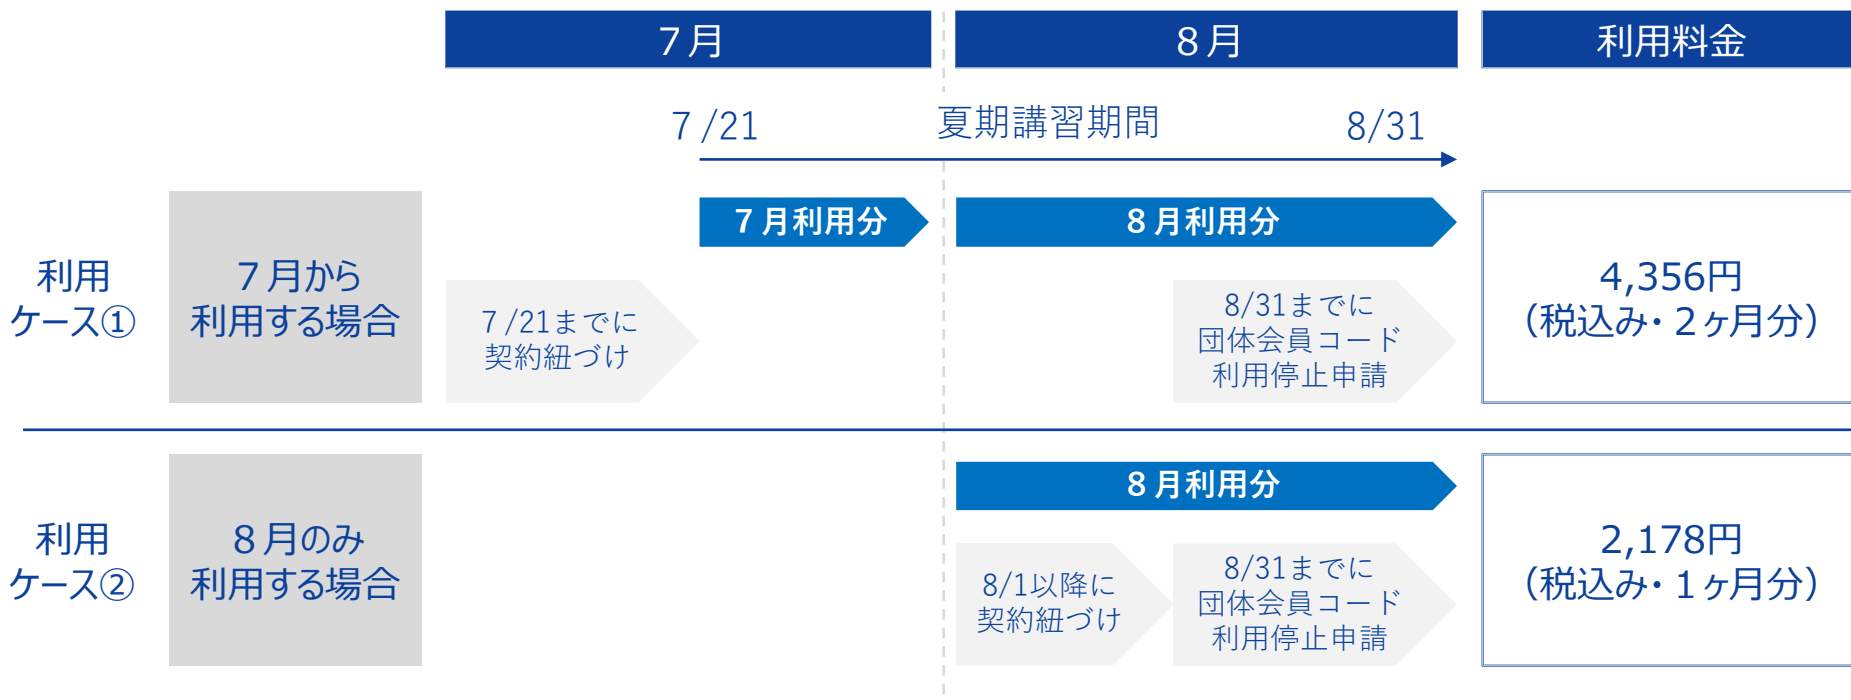 7月
8月
利用料金
7/21
夏期講習期間
8/31
利用
ケース①
7月から
利用する場合
7月利用分
8月利用分
7/21までに
契約紐づけ
8/31までに
団体会員コード
利用停止申請
4,356円
（税込み・2ヶ月分）
利用
ケース②
8月のみ
利用する場合
8月利用分
8/1以降に
契約紐づけ
8/31までに
団体会員コード
利用停止申請
2,178円
（税込み・1ヶ月分）